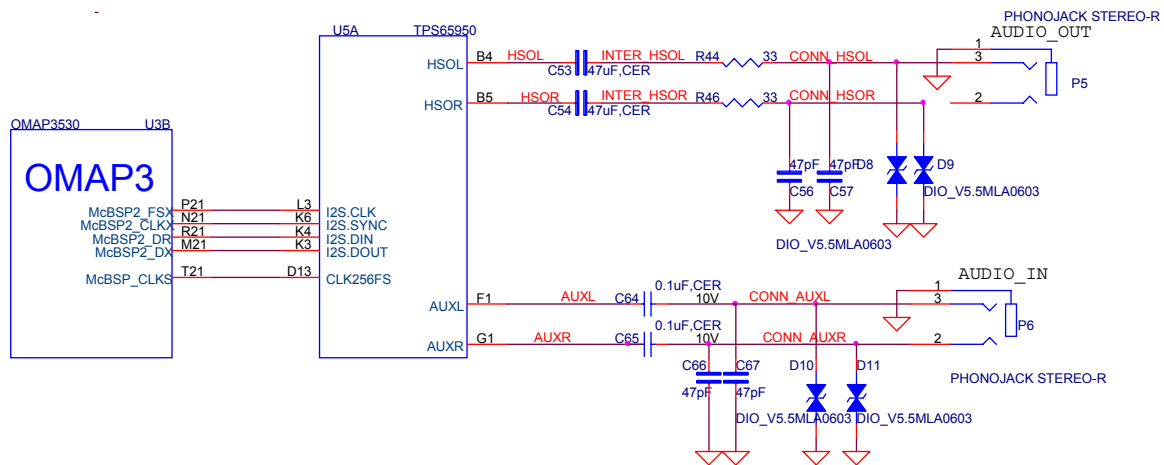 PHONOJACK STEREO-R
AUDIO_OUT
U5A TPS65950
HSOL B4 HSOL C53 47uF,CER INTER_HSOL R44 33 CONN_HSOL 1 3 P5
HSOR B5 HSOR C54 47uF,CER INTER_HSOR R46 33 CONN_HSOR 2
OMAP3530 U3B
OMAP3
47pF 47pF D8 D9
C56 C57 DIO_V5.5MLA0603
DIO_V5.5MLA0603
McBSP2_FSX P21 L3 I2S.CLK
McBSP2_CLKX N21 K6 I2S.SYNC
McBSP2_DR R21 K4 I2S.DIN
McBSP2_DX M21 K3 I2S.DOUT
McBSP_CLKS T21 D13 CLK256FS
AUDIO_IN
0.1uF,CER
AUXL F1 AUXL C64 10V CONN_AUXL 1 3 P6
0.1uF,CER
AUXR G1 AUXR C65 10V CONN_AUXR 2
C66 C67 D10 D11
47pF 47pF
PHONOJACK STEREO-R
DIO_V5.5MLA0603 DIO_V5.5MLA0603